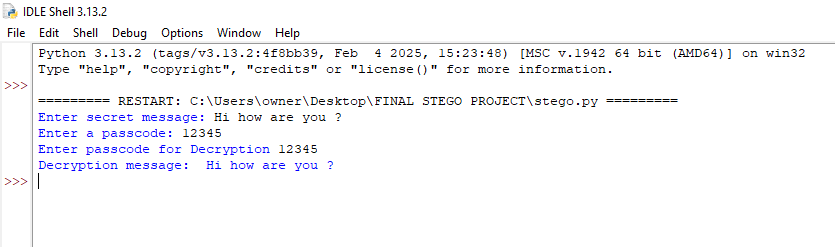 IDLE Shell 3.13.2
File Edit Shell Debug Options Window Help
Python 3.13.2 (tags/v3.13.2:4f8bb39, Feb  4 2025, 15:23:48) [MSC v.1942 64 bit (AMD64)] on win32
Type "help", "copyright", "credits" or "license()" for more information.
>>>
========= RESTART: C:\Users\owner\Desktop\FINAL STEGO PROJECT\stego.py =========
Enter secret message: Hi how are you ?
Enter a passcode: 12345
Enter passcode for Decryption 12345
Decryption message:  Hi how are you ?
>>>